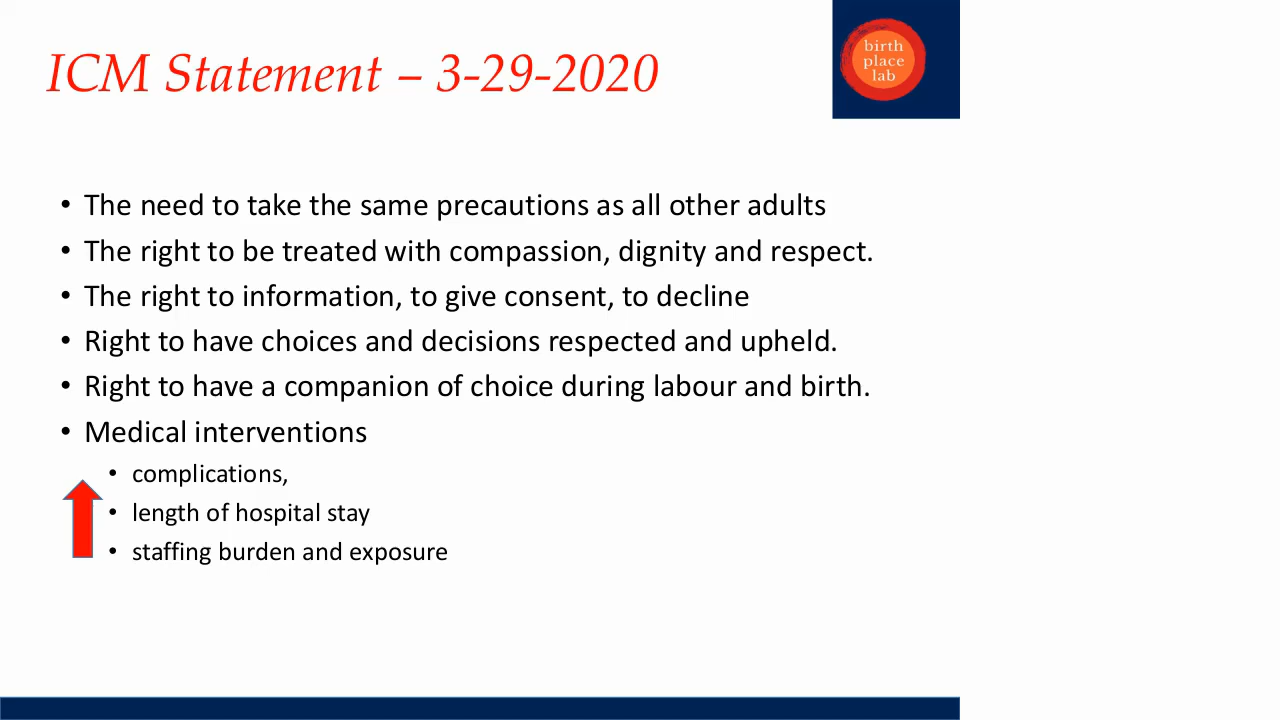 ICM Statement – 3-29-2020
birth
place
lab
• The need to take the same precautions as all other adults
• The right to be treated with compassion, dignity and respect.
• The right to information, to give consent, to decline
• Right to have choices and decisions respected and upheld.
• Right to have a companion of choice during labour and birth.
• Medical interventions
• complications,
• length of hospital stay
• staffing burden and exposure